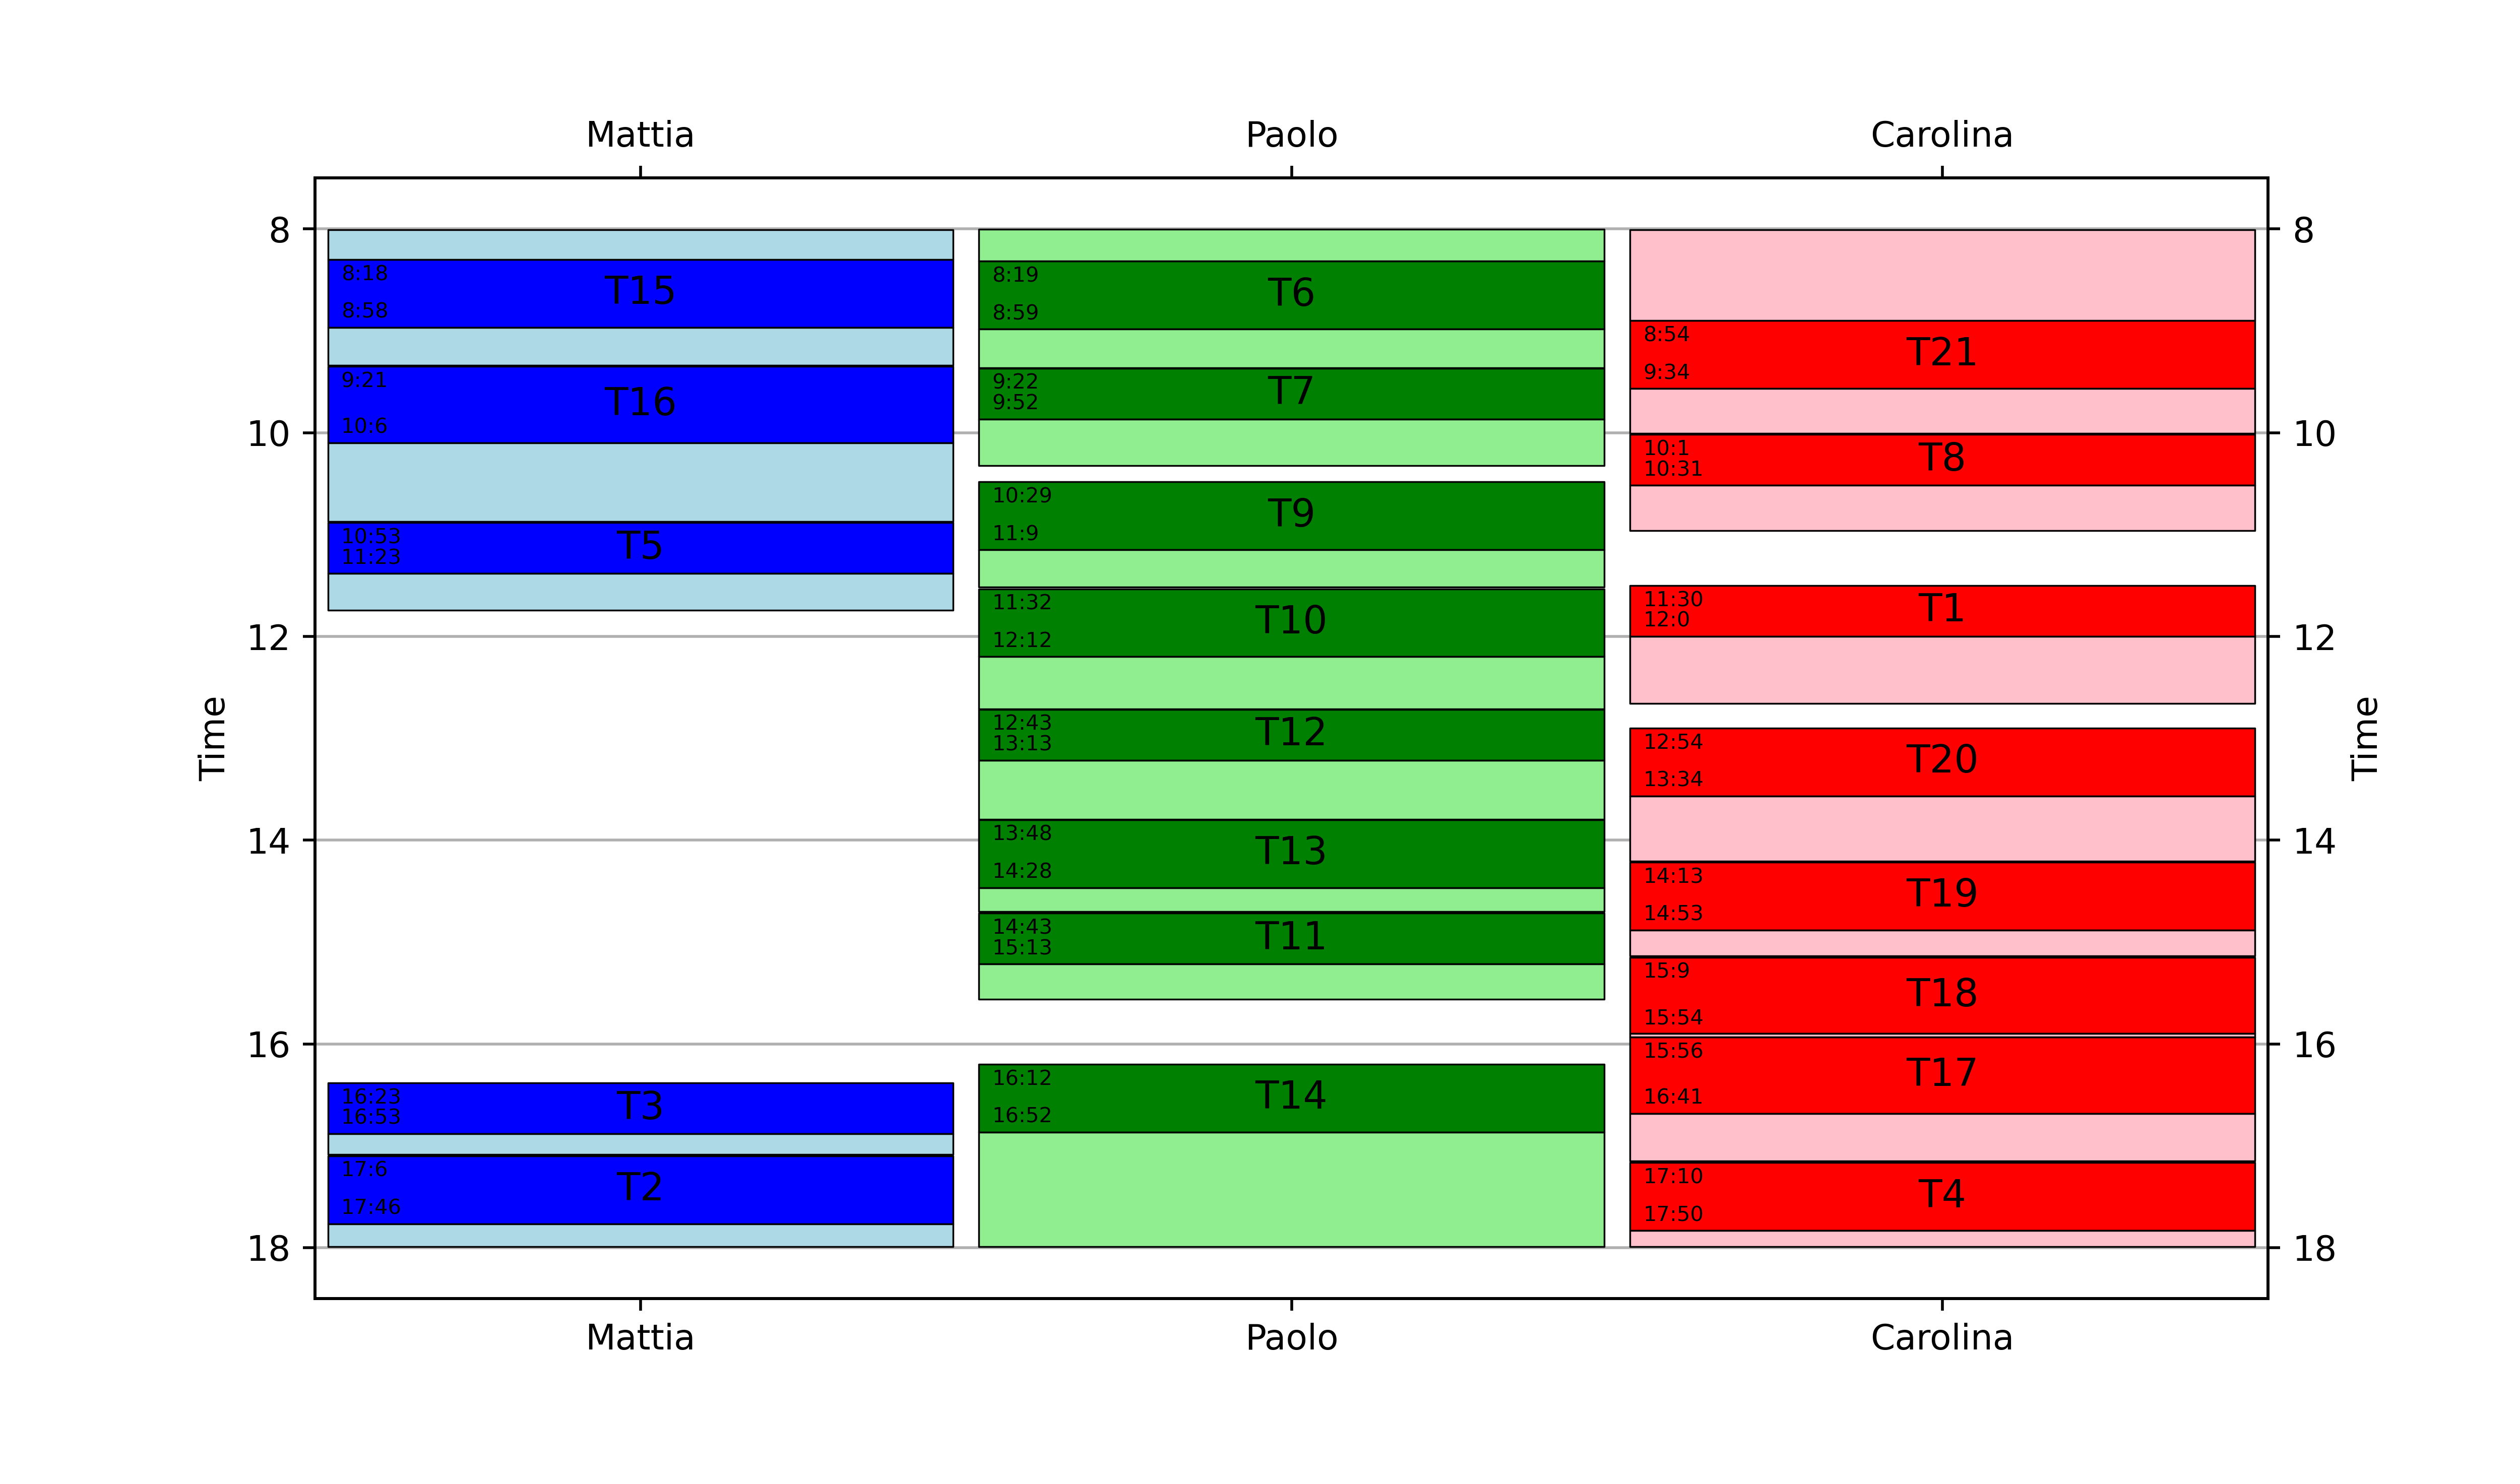 Mattia Paolo Carolina
8 8
8:18 T15
8:58
8:19 T6
8:59
8:54 T21
9:34
9:21 T16
10:6
9:22 T7
9:52
10 10
10:1 T8
10:31
10:29 T9
11:9
10:53 T5
11:23
11:30 T1
12:0
11:32 T10
12:12
12 12
12:43 T12
13:13
12:54 T20
13:34
Time Time
13:48 T13
14:28
14 14
14:13 T19
14:53
14:43 T11
15:13
15:9 T18
15:54
16 16
15:56 T17
16:41
16:12 T14
16:52
16:23 T3
16:53
17:6 T2
17:46
17:10 T4
17:50
18 18
Mattia Paolo Carolina